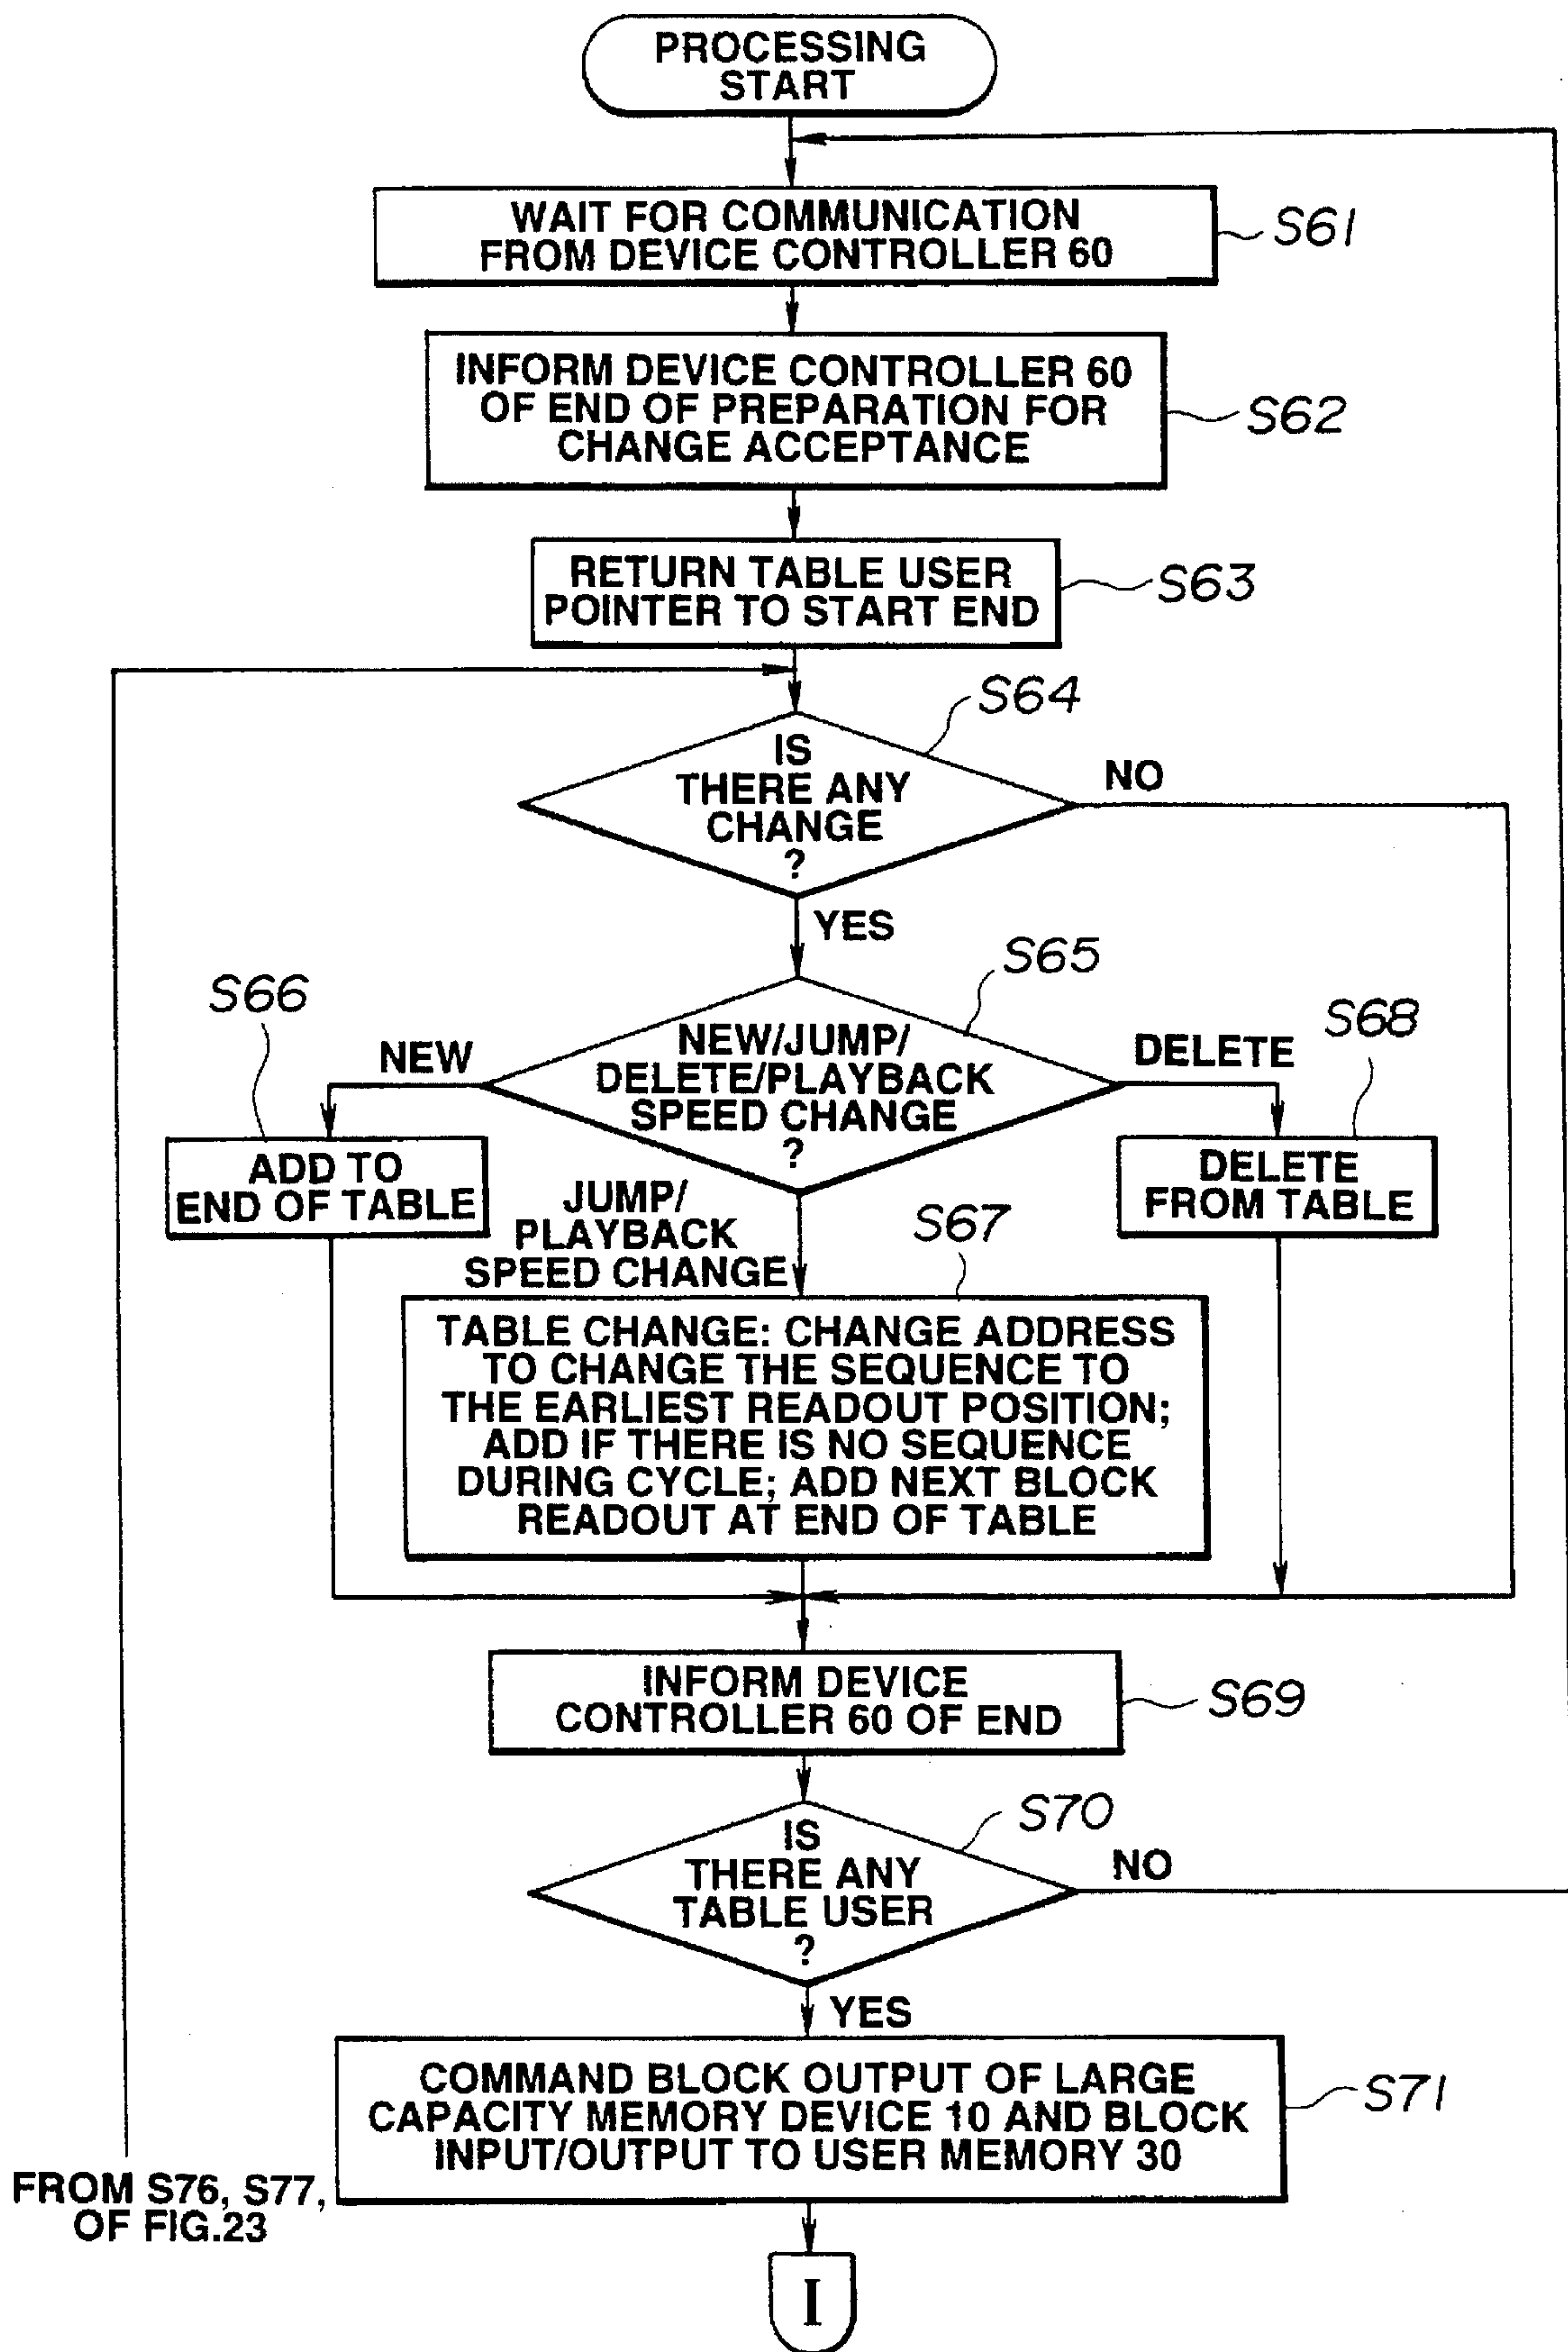 PROCESSING
START
WAIT FOR COMMUNICATION
FROM DEVICE CONTROLLER 60
S61
INFORM DEVICE CONTROLLER 60
OF END OF PREPARATION FOR
CHANGE ACCEPTANCE
S62
RETURN TABLE USER
POINTER TO START END
S63
S64
IS
THERE ANY
CHANGE
?
NO
YES
S65
S66
S68
NEW
NEW/JUMP/
DELETE/PLAYBACK
SPEED CHANGE
?
DELETE
ADD TO
END OF TABLE
DELETE
FROM TABLE
JUMP/
PLAYBACK
SPEED CHANGE
S67
TABLE CHANGE: CHANGE ADDRESS
TO CHANGE THE SEQUENCE TO
THE EARLIEST READOUT POSITION;
ADD IF THERE IS NO SEQUENCE
DURING CYCLE; ADD NEXT BLOCK
READOUT AT END OF TABLE
INFORM DEVICE
CONTROLLER 60 OF END
S69
S70
IS
THERE ANY
TABLE USER
?
NO
YES
COMMAND BLOCK OUTPUT OF LARGE
CAPACITY MEMORY DEVICE 10 AND BLOCK
INPUT/OUTPUT TO USER MEMORY 30
S71
FROM S76, S77,
OF FIG.23
I